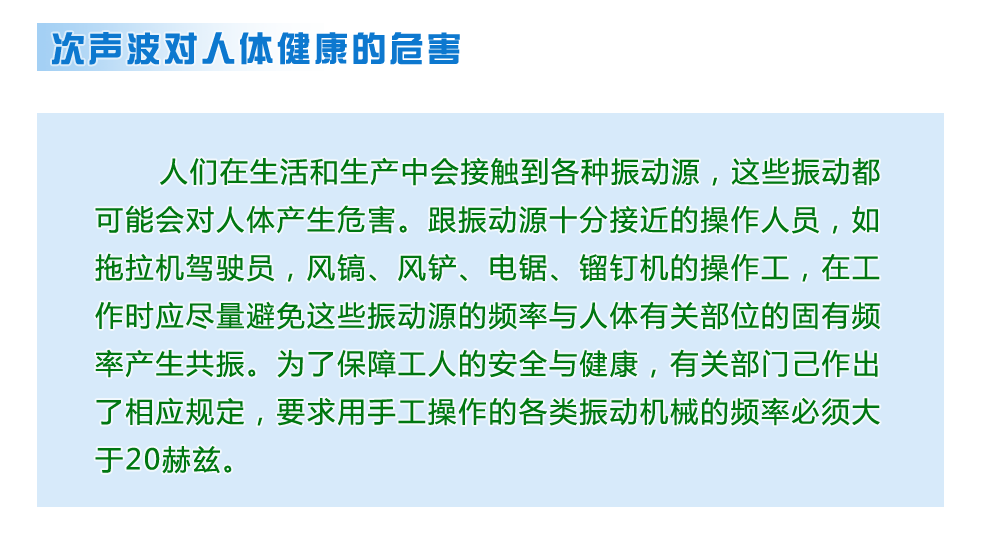 次声波对人体健康的危害
人们在生活和生产中会接触到各种振动源，这些振动都
可能会对人体产生危害。跟振动源十分接近的操作人员，如
拖拉机驾驶员，风镐、风铲、电锯、镏钉机的操作工，在工
作时应尽量避免这些振动源的频率与人体有关部位的固有频
率产生共振。为了保障工人的安全与健康，有关部门己作出
了相应规定，要求用手工操作的各类振动机械的频率必须大
于20赫兹。